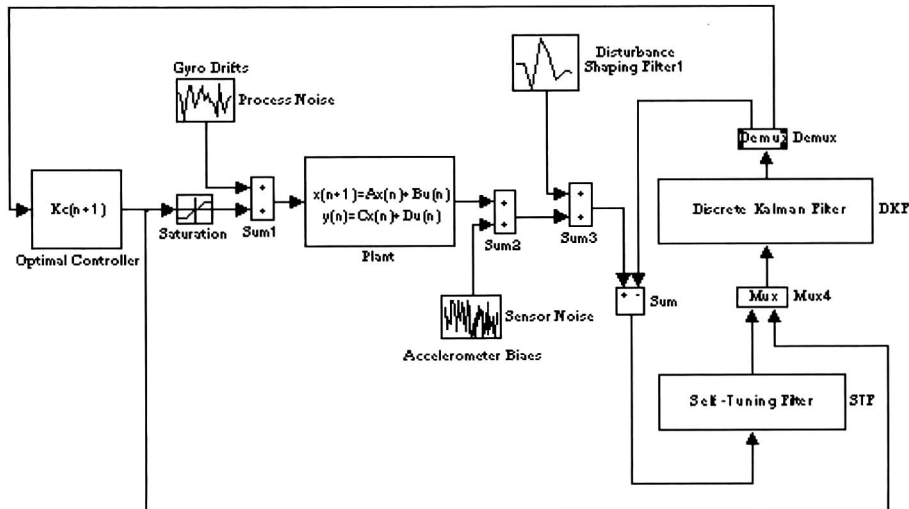 Gyro Drifts
Process Noise
Disturbance
Shaping Filter1
Demux
Demux
Kc(n+1)
Optimal Controller
Saturation
+
+
Sum1
x(n+1)=Ax(n)+Bu(n)
y(n)=Cx(n)+Du(n)
Plant
+
+
Sum2
+
+
Sum3
Discrete Kalman Filter
DKF
+ -
Sum
Mux
Mux4
Sensor Noise
Accelerometer Biaes
Self -Tuning Filter
STF